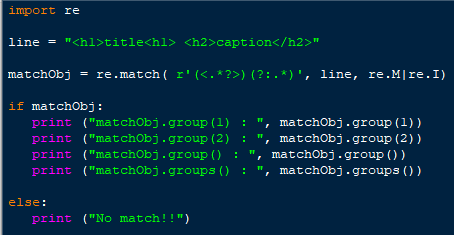 import re
line = "<h1>title<h1> <h2>caption</h2>"
matchObj = re.match( r'(<.*?>)(?:.*)', line, re.M|re.I)
if matchObj:
   print ("matchObj.group(1) : ", matchObj.group(1))
   print ("matchObj.group(2) : ", matchObj.group(2))
   print ("matchObj.group() : ", matchObj.group())
   print ("matchObj.groups() : ", matchObj.groups())
else:
   print ("No match!!")